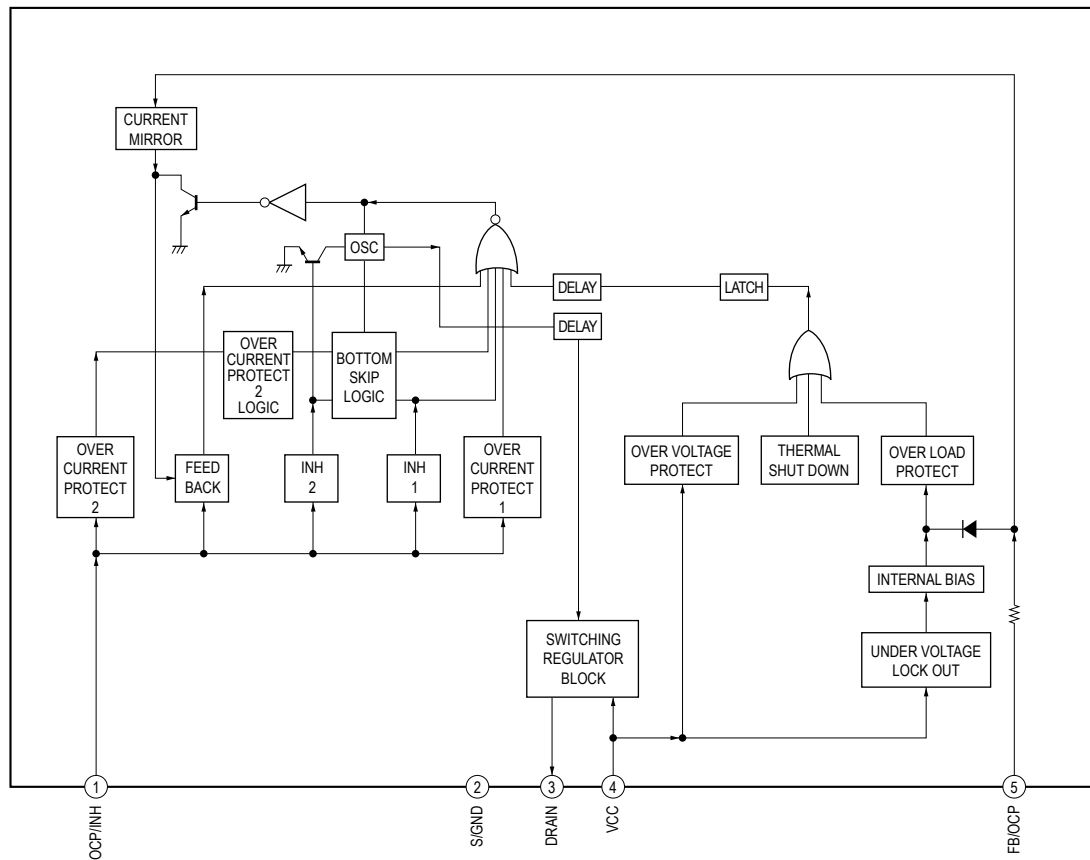 CURRENT
MIRROR
OSC
DELAY
LATCH
DELAY
OVER
CURRENT
PROTECT
2
LOGIC
BOTTOM
SKIP
LOGIC
OVER
CURRENT
PROTECT
2
FEED
BACK
INH
2
INH
1
OVER
CURRENT
PROTECT
1
OVER VOLTAGE
PROTECT
THERMAL
SHUT DOWN
OVER LOAD
PROTECT
INTERNAL BIAS
SWITCHING
REGULATOR
BLOCK
UNDER VOLTAGE
LOCK OUT
1
2
3
4
5
OCP/INH
S/GND
DRAIN
VCC
FB/OCP